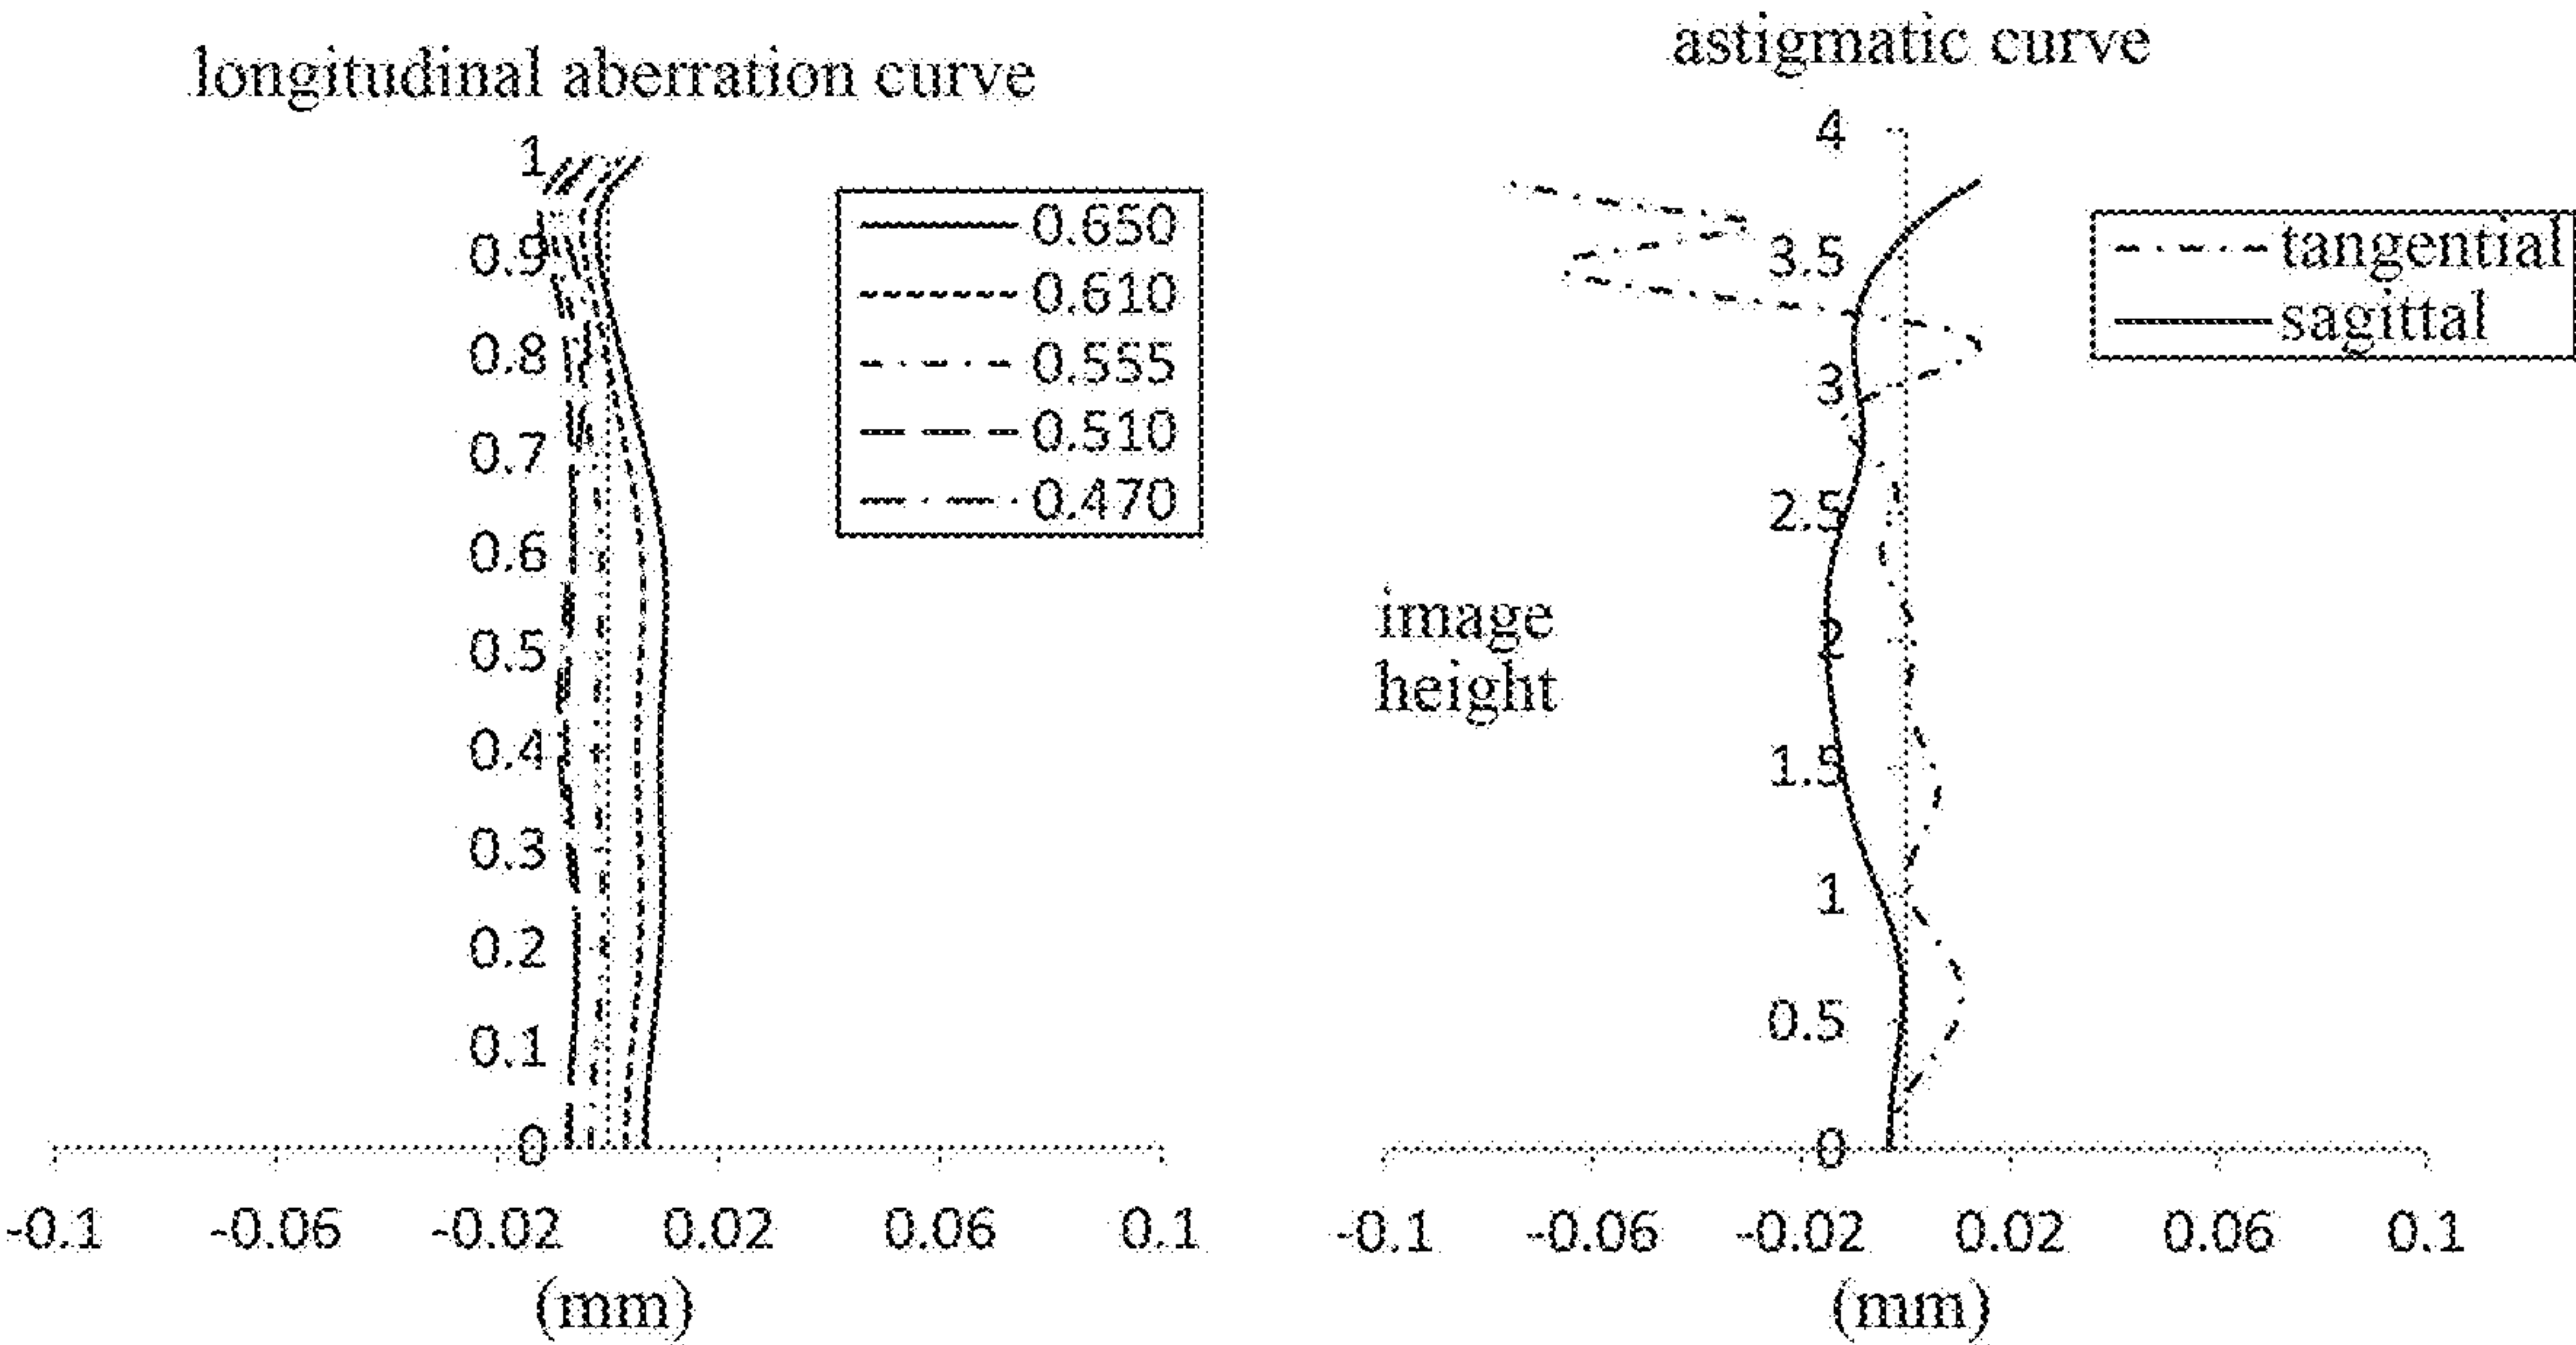 longitudinal aberration curve
1
0.9
0.8
0.7
0.6
0.5
0.4
0.3
0.2
0.1
0
-0.1 -0.06 -0.02 0.02 0.06 0.1
(mm)
0.650
0.610
0.555
0.510
0.470
astigmatic curve
4
3.5
3
2.5
2
1.5
1
0.5
0
image
height
-0.1 -0.06 -0.02 0.02 0.06 0.1
(mm)
tangential
sagittal